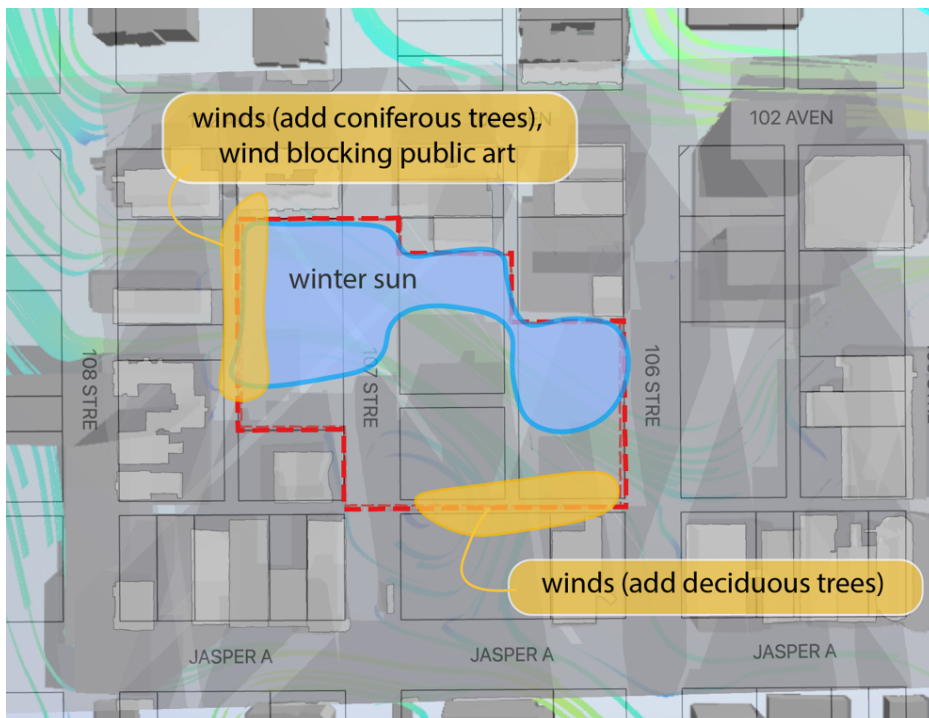 winds (add coniferous trees),
wind blocking public art
102 AVEN
winter sun
108 STRE
107 STRE
106 STRE
winds (add deciduous trees)
JASPER A
JASPER A
JASPER A